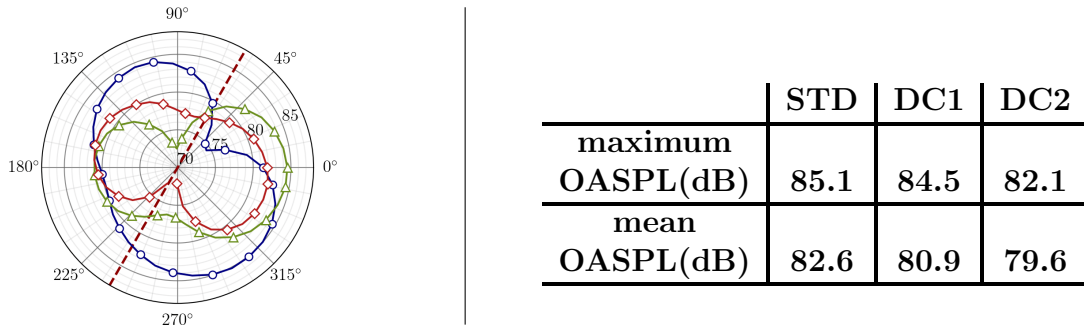 90°
135° 45°
85
80
75
70
180° 0°
225° 315°
270°
STD DC1 DC2
maximum
OASPL(dB) 85.1 84.5 82.1
mean
OASPL(dB) 82.6 80.9 79.6